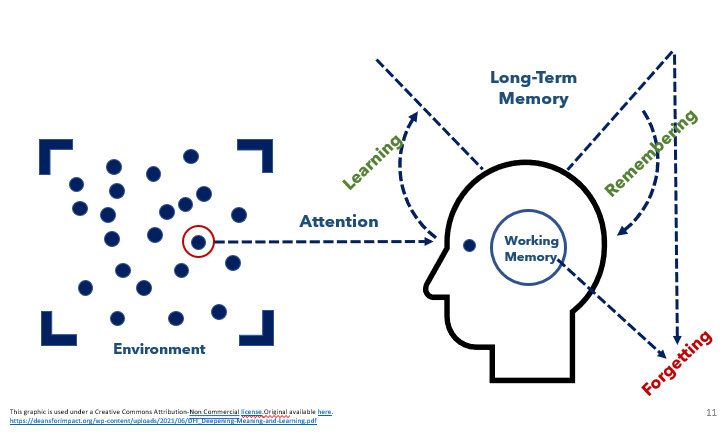 Long-Term
Memory
Learning
Remembering
Attention
Working
Memory
Environment
Forgetting
This graphic is used under a Creative Commons Attribution-Non Commercial license.Original available here.
https://deansforimpact.org/wp-content/uploads/2021/06/DFI_Deepening-Meaning-and-Learning.pdf
11